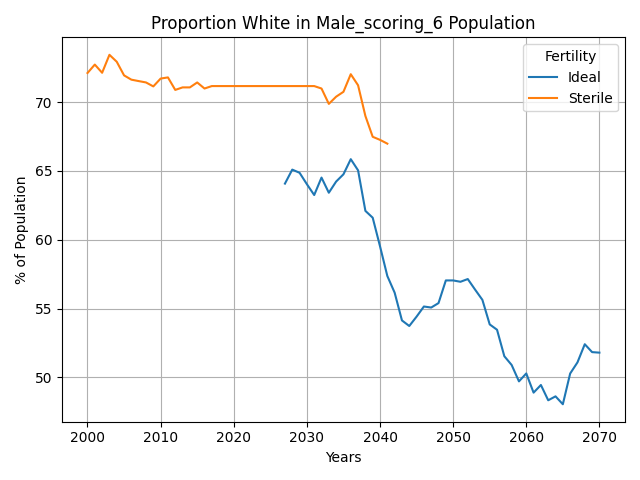 Proportion White in Male_scoring_6 Population
Fertility
Ideal
Sterile
% of Population
70
65
60
55
50
2000 2010 2020 2030 2040 2050 2060 2070
Years